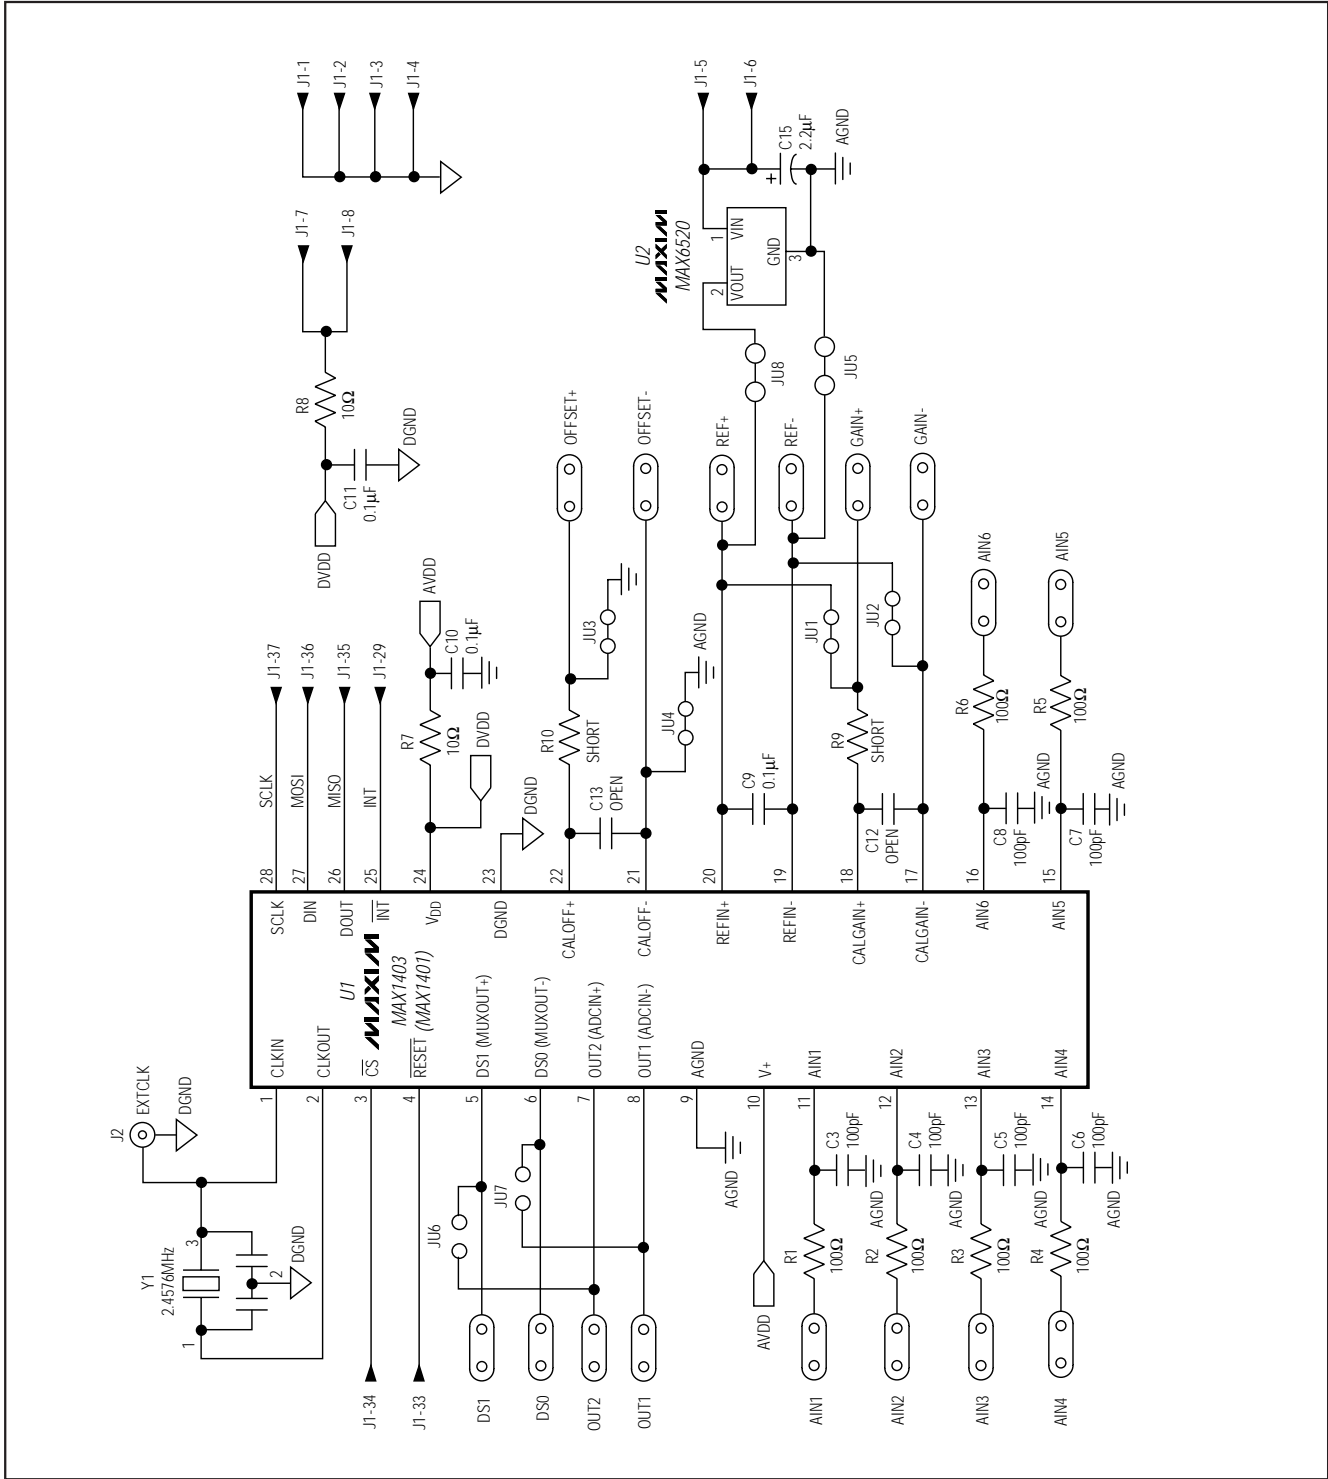 J1-1
J1-2
J1-3
J1-4
J1-7
J1-8
R8
10Ω
C11
0.1µF
DGND
DVDD
J1-5
J1-6
C15
2.2µF
+
AGND
U2
MAXIM
MAX6520
1
VIN
2
VOUT
GND
3
JU8
JU5
J1-37
J1-36
J1-35
J1-29
SCLK
MOSI
MISO
INT
R7
10Ω
AVDD
C10
0.1µF
DVDD
DGND
OFFSET+
OFFSET-
R10
SHORT
JU3
C13
OPEN
JU4
AGND
REF+
REF-
GAIN+
GAIN-
C9
0.1µF
JU1
JU2
R9
SHORT
C12
OPEN
AIN6
AIN5
R6
100Ω
R5
100Ω
C8
100pF
AGND
C7
100pF
AGND
28
27
26
25
24
23
22
21
20
19
18
17
16
15
SCLK
DIN
DOUT
INT
VDD
DGND
CALOFF+
CALOFF-
REFIN+
REFIN-
CALGAIN+
CALGAIN-
AIN6
AIN5
U1
MAXIM
MAX1403
(MAX1401)
CLKIN
CLKOUT
CS
RESET
DS1 (MUXOUT+)
DS0 (MUXOUT-)
OUT2 (ADCIN+)
OUT1 (ADCIN-)
AGND
V+
AIN1
AIN2
AIN3
AIN4
1
2
3
4
5
6
7
8
9
10
11
12
13
14
J2
EXTCLK
DGND
Y1
2.4576MHz
3
2
1
DGND
J1-34
J1-33
JU6
JU7
DS1
DS0
OUT2
OUT1
AGND
AVDD
C3
100pF
AGND
R1
100Ω
AIN1
C4
100pF
AGND
R2
100Ω
AIN2
C5
100pF
AGND
R3
100Ω
AIN3
C6
100pF
AGND
R4
100Ω
AIN4